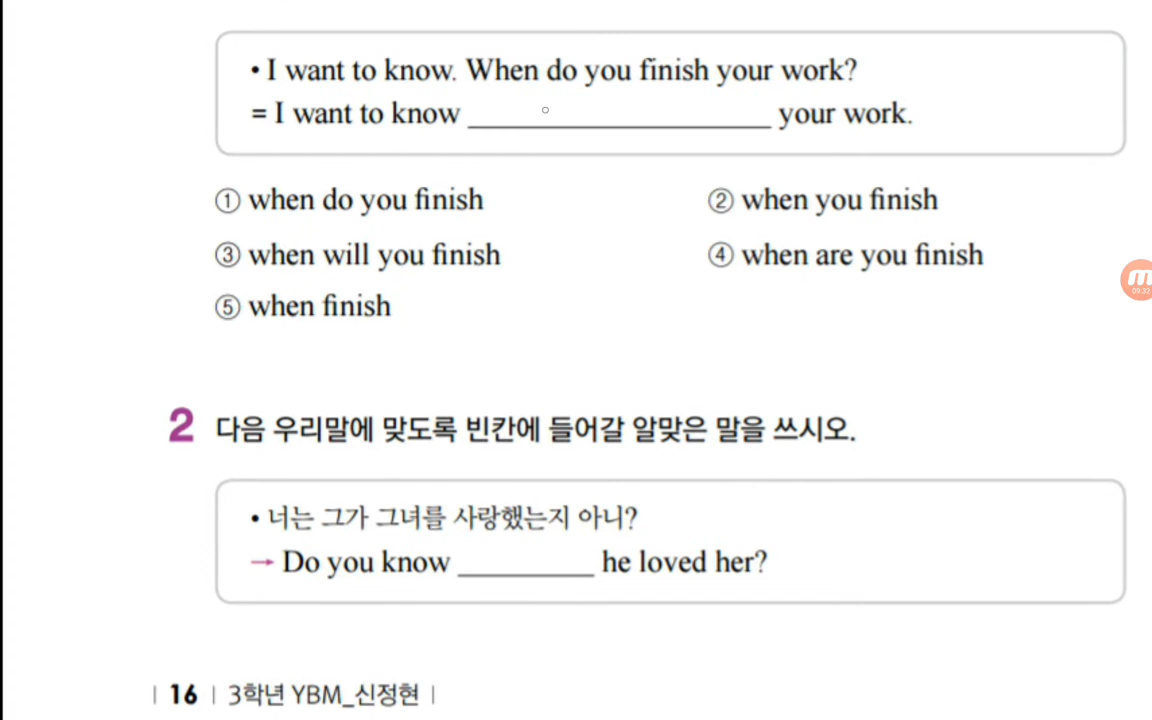 • I want to know. When do you finish your work?
= I want to know ____________________ your work.
① when do you finish
② when you finish
③ when will you finish
④ when are you finish
⑤ when finish
2 다음 우리말에 맞도록 빈칸에 들어갈 알맞은 말을 쓰시오.
• 너는 그가 그녀를 사랑했는지 아니?
→ Do you know _________ he loved her?
| 16 | 3학년 YBM_신정현 |
m
09:20